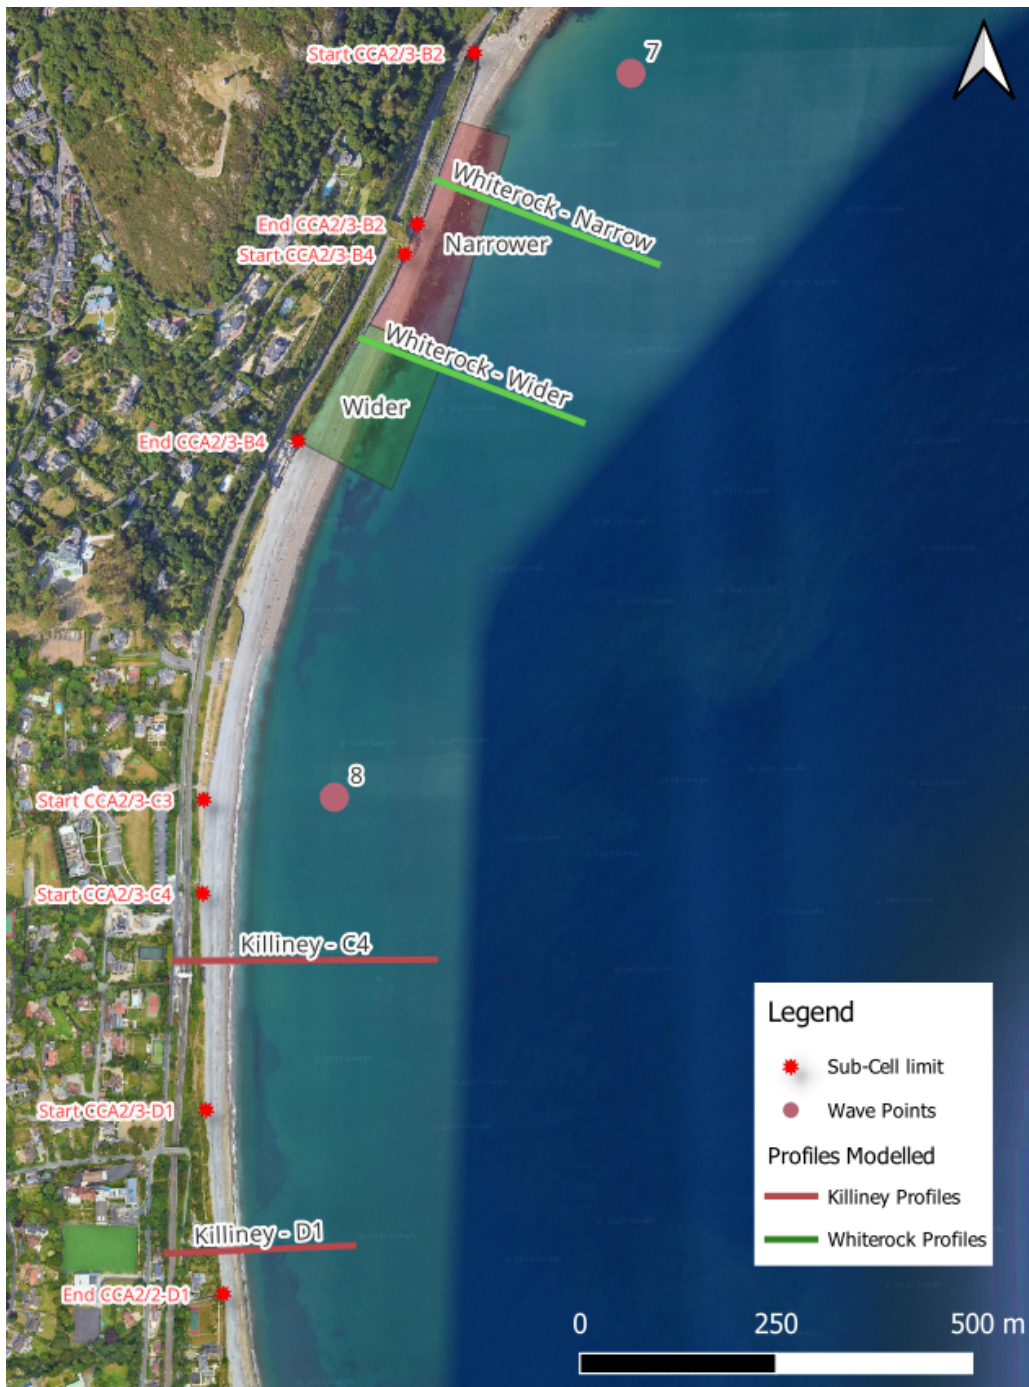 Start CCA2/3-B2
7
Whiterock - Narrow
End CCA2/3-B2
Narrower
Start CCA2/3-B4
Whiterock - Wider
Wider
End CCA2/3-B4
8
Start CCA2/3-C3
Start CCA2/3-C4
Killiney - C4
Start CCA2/3-D1
Killiney - D1
End CCA2/2-D1
Legend
Sub-Cell limit
Wave Points
Profiles Modelled
Killiney Profiles
Whiterock Profiles
0 250 500 m